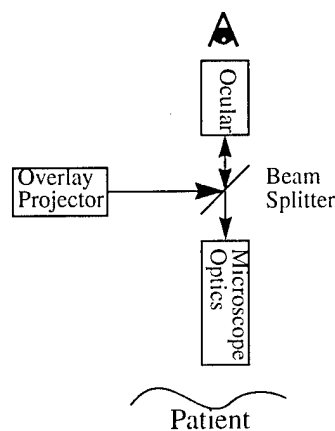 Ocular
Overlay
Projector
Beam
Splitter
Microscope
Optics
Patient